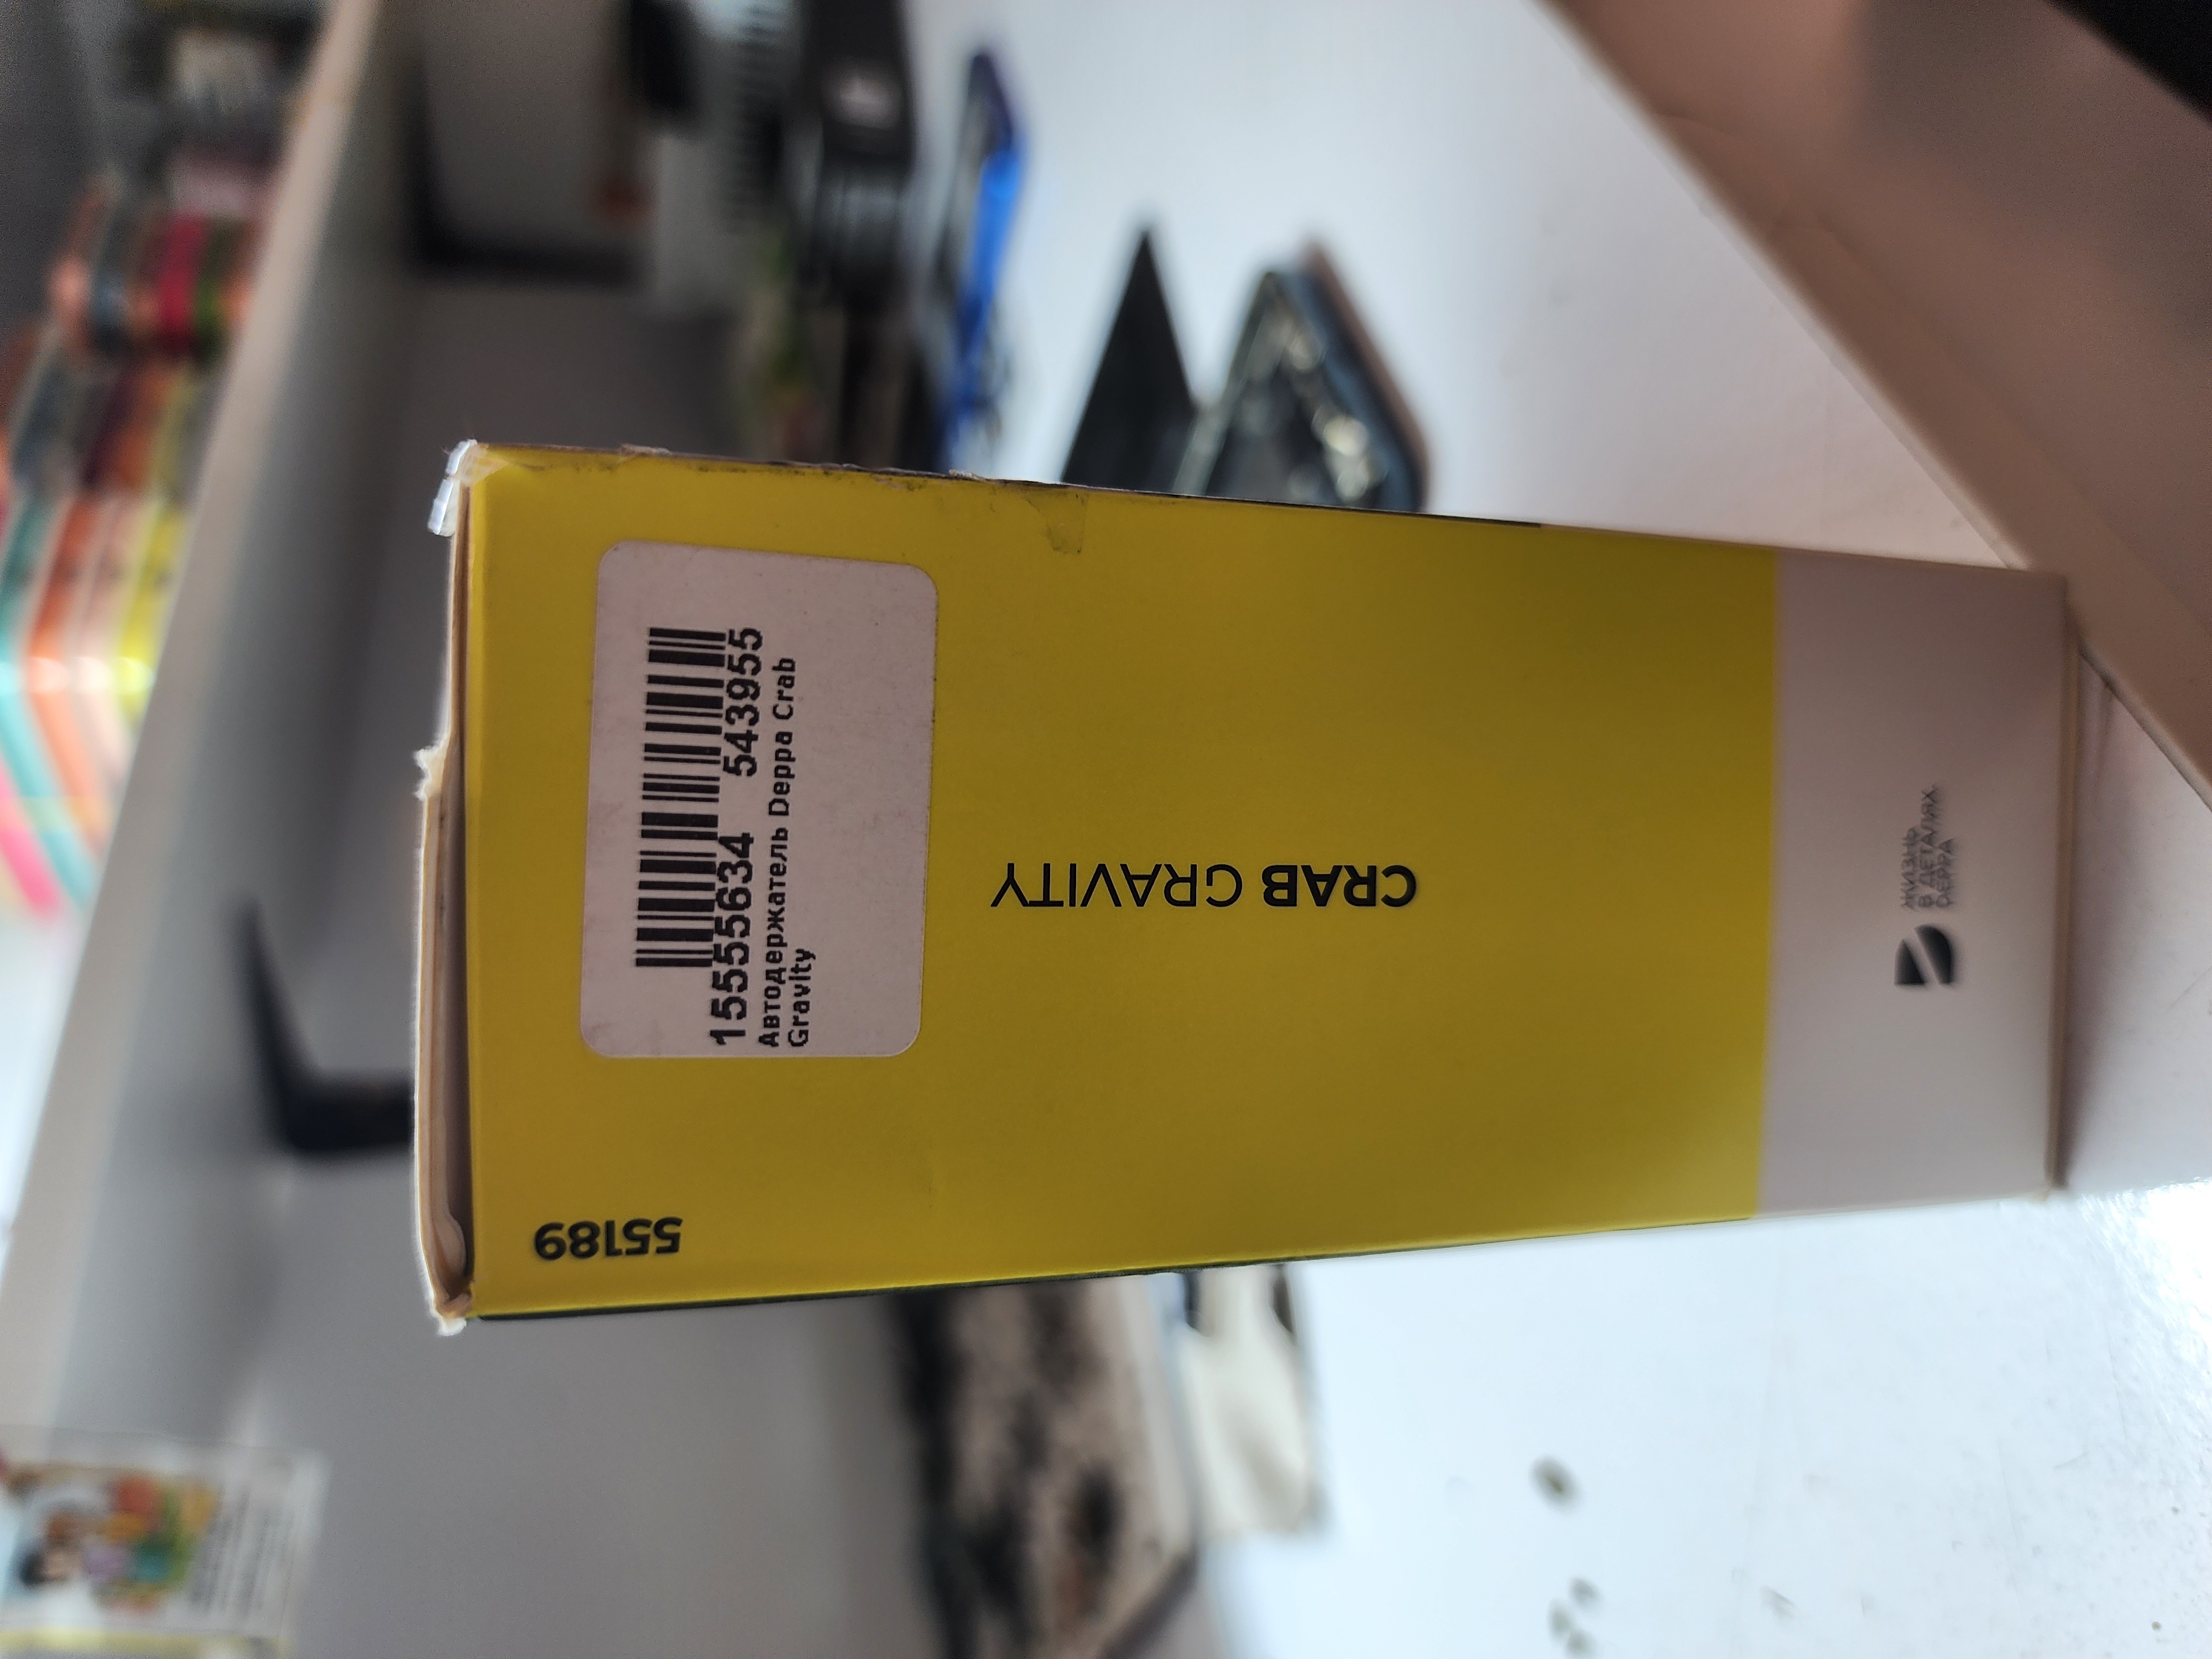 15555634 543955
Автодержатель Deppa Crab
Gravity
CRAB GRAVITY
55189
ЖИЗНЬ
В ДЕТАЛЯХ.
DEPPA